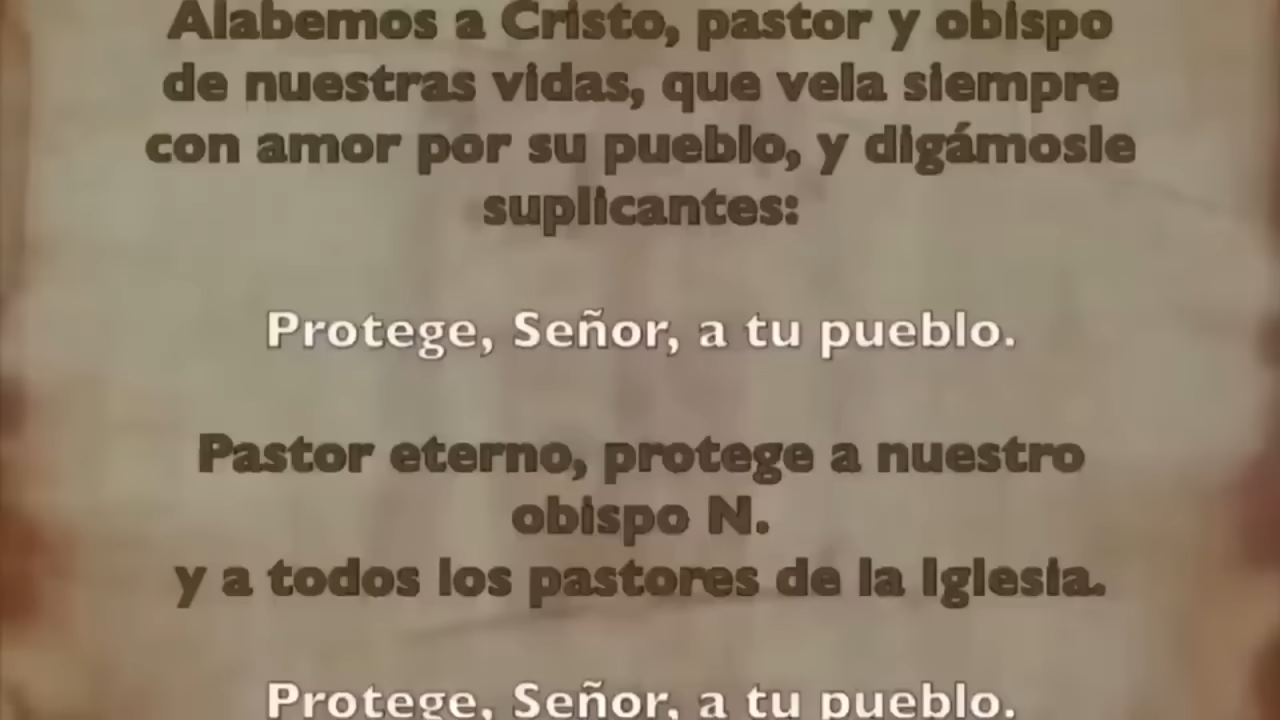 Alabemos a Cristo, pastor y obispo
de nuestras vidas, que vela siempre
con amor por su pueblo, y digámosle
suplicantes:
Protege, Señor, a tu pueblo.
Pastor eterno, protege a nuestro
obispo N.
y a todos los pastores de la Iglesia.
Protege, Señor, a tu pueblo.